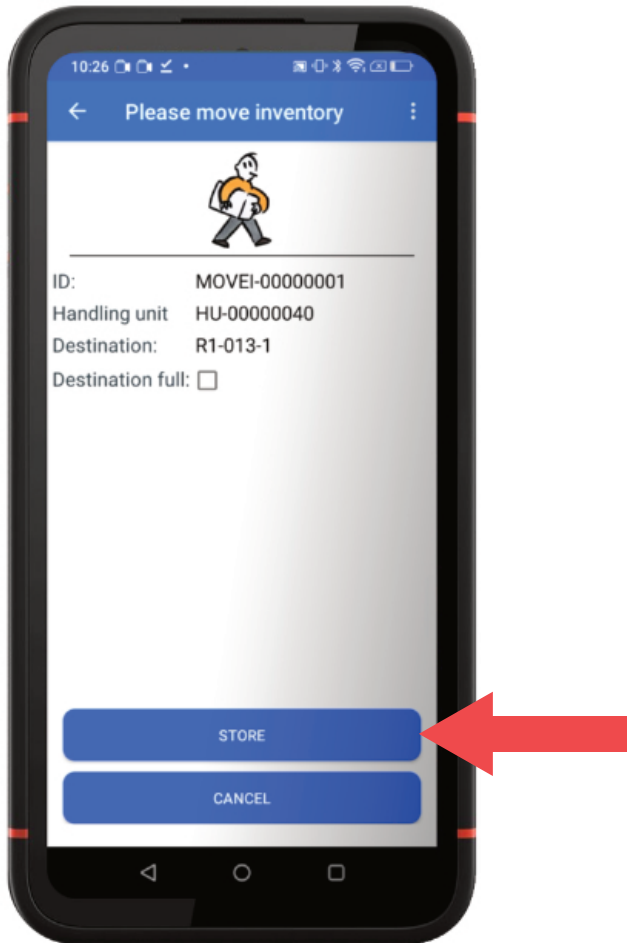 10:26
Please move inventory
ID: MOVEI-00000001
Handling unit HU-00000040
Destination: R1-013-1
Destination full:
STORE
CANCEL